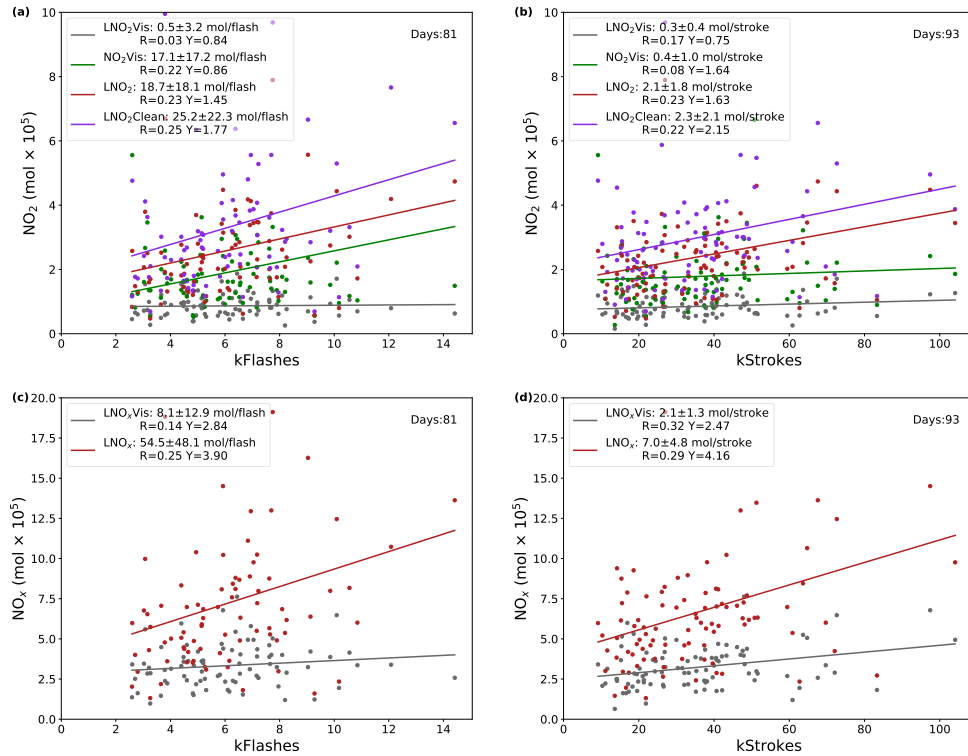 (a)
LNO₂Vis: 0.5±3.2 mol/flash
R=0.03 Y=0.84
NO₂Vis: 17.1±17.2 mol/flash
R=0.22 Y=0.86
LNO₂: 18.7±18.1 mol/flash
R=0.23 Y=1.45
LNO₂Clean: 25.2±22.3 mol/flash
R=0.25 Y=1.77
Days:81
NO₂ (mol × 10⁵)
10
8
6
4
2
0
0 2 4 6 8 10 12 14
kFlashes
(b)
LNO₂Vis: 0.3±0.4 mol/stroke
R=0.17 Y=0.75
NO₂Vis: 0.4±1.0 mol/stroke
R=0.08 Y=1.64
LNO₂: 2.1±1.8 mol/stroke
R=0.23 Y=1.63
LNO₂Clean: 2.3±2.1 mol/stroke
R=0.22 Y=2.15
Days:93
NO₂ (mol × 10⁵)
10
8
6
4
2
0
0 20 40 60 80 100
kStrokes
(c)
LNOₓVis: 8.1±12.9 mol/flash
R=0.14 Y=2.84
LNOₓ: 54.5±48.1 mol/flash
R=0.25 Y=3.90
Days:81
NOₓ (mol × 10⁵)
20.0
17.5
15.0
12.5
10.0
7.5
5.0
2.5
0.0
0 2 4 6 8 10 12 14
kFlashes
(d)
LNOₓVis: 2.1±1.3 mol/stroke
R=0.32 Y=2.47
LNOₓ: 7.0±4.8 mol/stroke
R=0.29 Y=4.16
Days:93
NOₓ (mol × 10⁵)
20.0
17.5
15.0
12.5
10.0
7.5
5.0
2.5
0.0
0 20 40 60 80 100
kStrokes